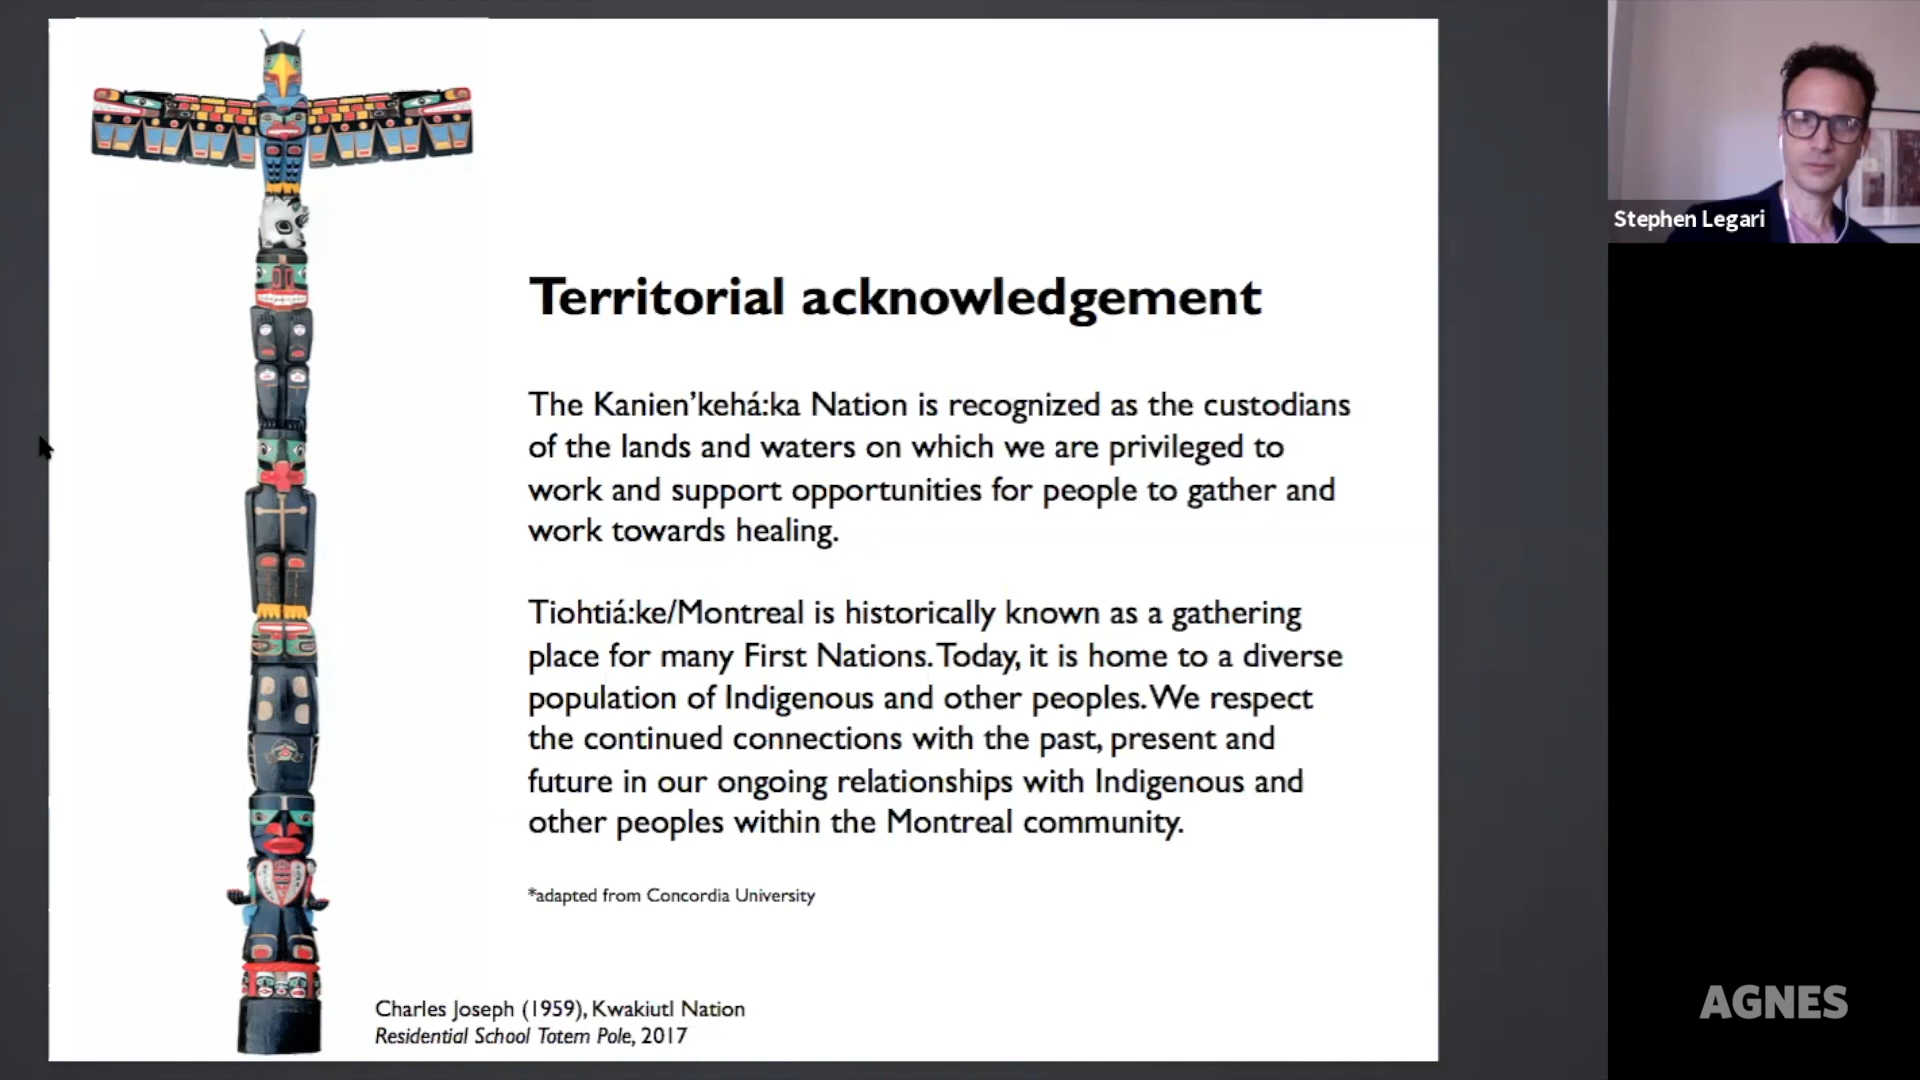 Territorial acknowledgement
The Kanien’kehá:ka Nation is recognized as the custodians
of the lands and waters on which we are privileged to
work and support opportunities for people to gather and
work towards healing.
Tiohtiá:ke/Montreal is historically known as a gathering
place for many First Nations. Today, it is home to a diverse
population of Indigenous and other peoples. We respect
the continued connections with the past, present and
future in our ongoing relationships with Indigenous and
other peoples within the Montreal community.
*adapted from Concordia University
Charles Joseph (1959), Kwakiutl Nation
Residential School Totem Pole, 2017
Stephen Legari
AGNES